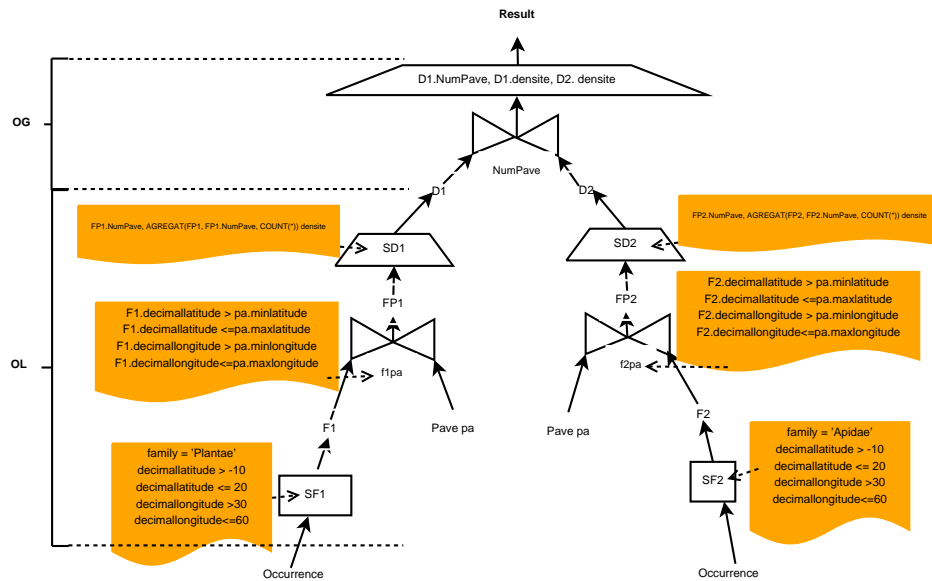 Result
D1.NumPave, D1.densite, D2. densite
OG
NumPave
D1
D2
FP1.NumPave, AGREGAT(FP1, FP1.NumPave, COUNT(*)) densite
SD1
FP2.NumPave, AGREGAT(FP2, FP2.NumPave, COUNT(*)) densite
SD2
FP1
FP2
F1.decimallatitude > pa.minlatitude
F1.decimallatitude <=pa.maxlatitude
F1.decimallongitude > pa.minlongitude
F1.decimallongitude<=pa.maxlongitude
F2.decimallatitude > pa.minlatitude
F2.decimallatitude <=pa.maxlatitude
F2.decimallongitude > pa.minlongitude
F2.decimallongitude<=pa.maxlongitude
OL
f1pa
f2pa
F1
Pave pa
Pave pa
F2
family = 'Plantae'
decimallatitude > -10
decimallatitude <= 20
decimallongitude >30
decimallongitude<=60
SF1
SF2
family = 'Apidae'
decimallatitude > -10
decimallatitude <= 20
decimallongitude >30
decimallongitude<=60
Occurrence
Occurrence